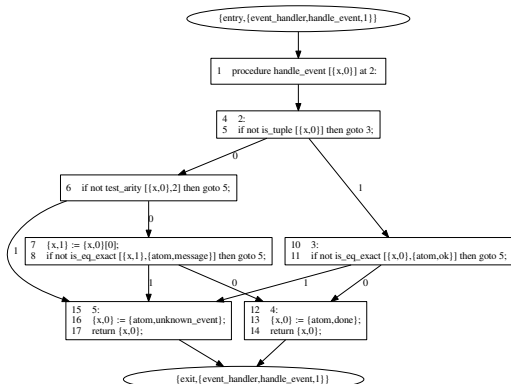 {entry,{event_handler,handle_event,1}}
1 procedure handle_event [{x,0}] at 2:
4 2:
5 if not is_tuple [{x,0}] then goto 3;
0
1
6 if not test_arity [{x,0},2] then goto 5;
0
1
7 {x,1} := {x,0}[0];
8 if not is_eq_exact [{x,1},{atom,message}] then goto 5;
10 3:
11 if not is_eq_exact [{x,0},{atom,ok}] then goto 5;
1
0
1
0
15 5:
16 {x,0} := {atom,unknown_event};
17 return {x,0};
12 4:
13 {x,0} := {atom,done};
14 return {x,0};
{exit,{event_handler,handle_event,1}}